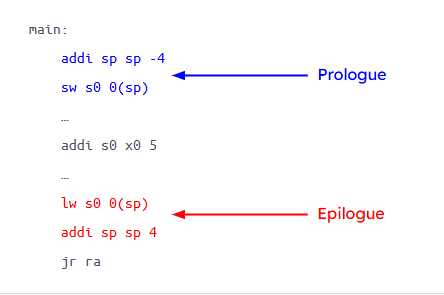 main:
addi sp sp -4
Prologue
sw s0 0(sp)
…
addi s0 x0 5
…
lw s0 0(sp)
Epilogue
addi sp sp 4
jr ra